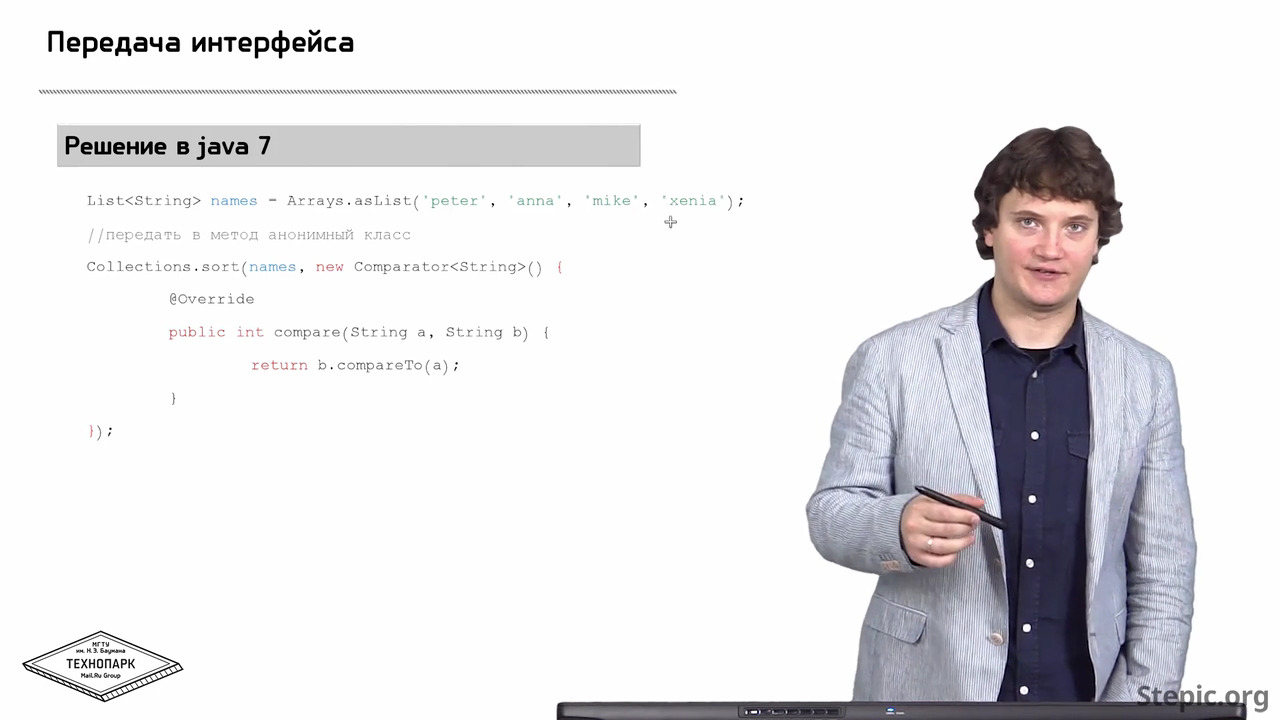 Передача интерфейса
Решение в java 7
List<String> names - Arrays.asList('peter', 'anna', 'mike', 'xenia');
//передать в метод анонимный класс
Collections.sort(names, new Comparator<String>() {
@Override
public int compare(String a, String b) {
return b.compareTo(a);
}
});
МГТУ
им. Н.Э. Баумана
ТЕХНОПАРК
Mail.Ru Group
Stepic.org